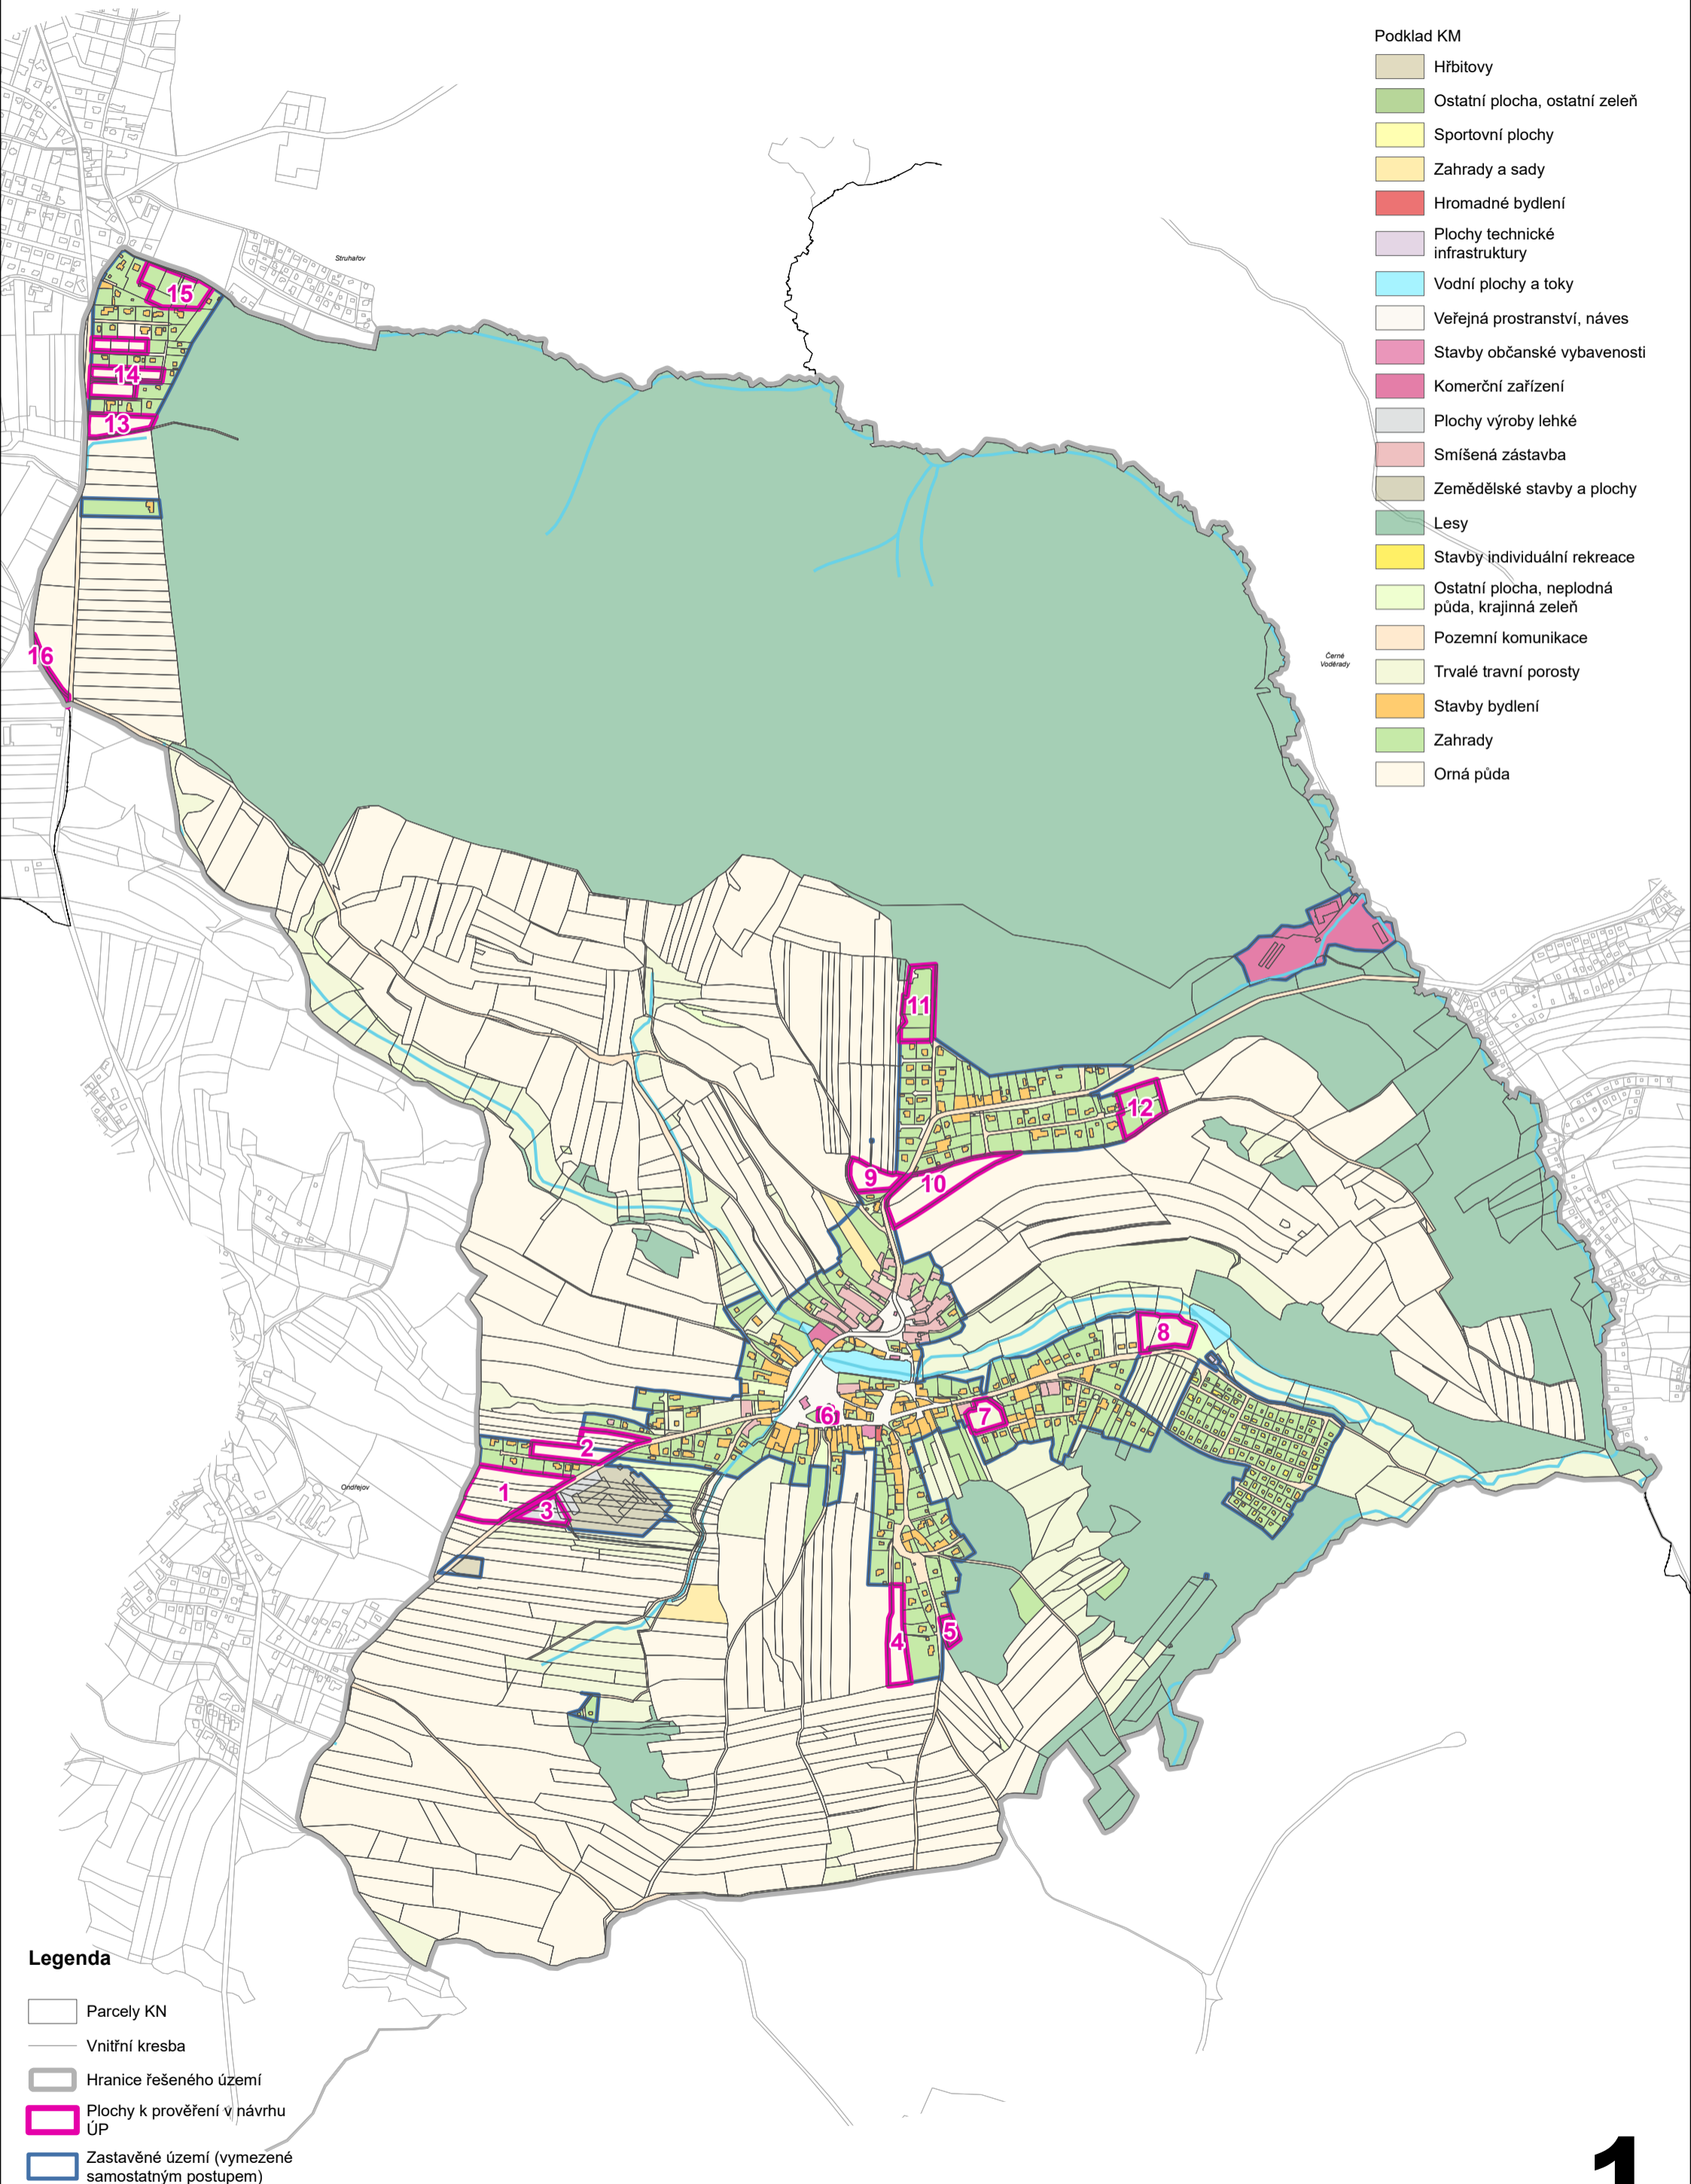 Podklad KM
Hřbitovy
Ostatní plocha, ostatní zeleň
Sportovní plochy
Zahrady a sady
Hromadné bydlení
Plochy technické
infrastruktury
Vodní plochy a toky
Veřejná prostranství, náves
Stavby občanské vybavenosti
Komerční zařízení
Plochy výroby lehké
Smíšená zástavba
Zemědělské stavby a plochy
Lesy
Stavby individuální rekreace
Ostatní plocha, neplodná
půda, krajinná zeleň
Pozemní komunikace
Trvalé travní porosty
Stavby bydlení
Zahrady
Orná půda
Struhařov
15
14
13
16
Černé
Voděrady
11
12
9
10
8
6
7
2
1
3
Ondřejov
4
5
Legenda
Parcely KN
Vnitřní kresba
Hranice řešeného území
Plochy k prověření v návrhu
ÚP
Zastavěné území (vymezené
samostatným postupem)
1